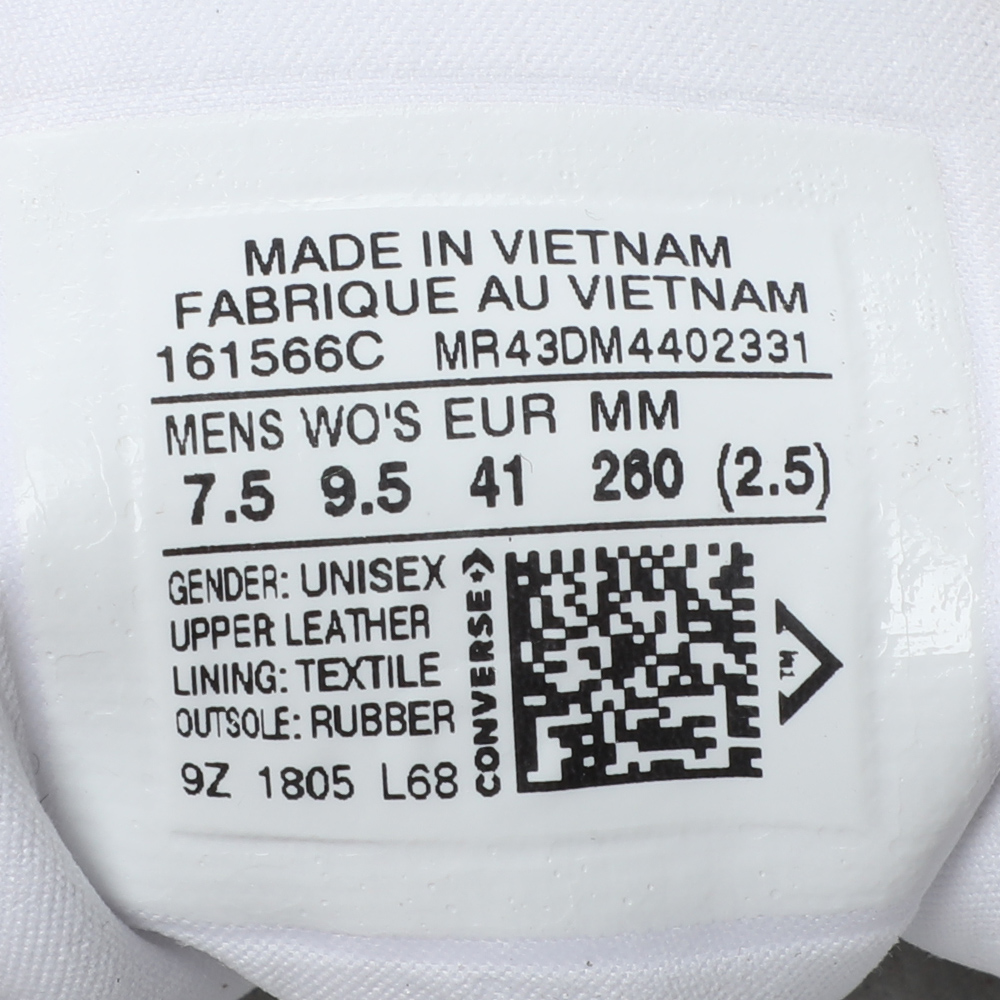 MADE IN VIETNAM
FABRIQUE AU VIETNAM
161566C MR43DM4402331
MENS WO'S EUR MM
7.5 9.5 41 260 (2.5)
GENDER: UNISEX
UPPER LEATHER
LINING: TEXTILE
OUTSOLE: RUBBER
9Z 1805 L68
CONVERSE